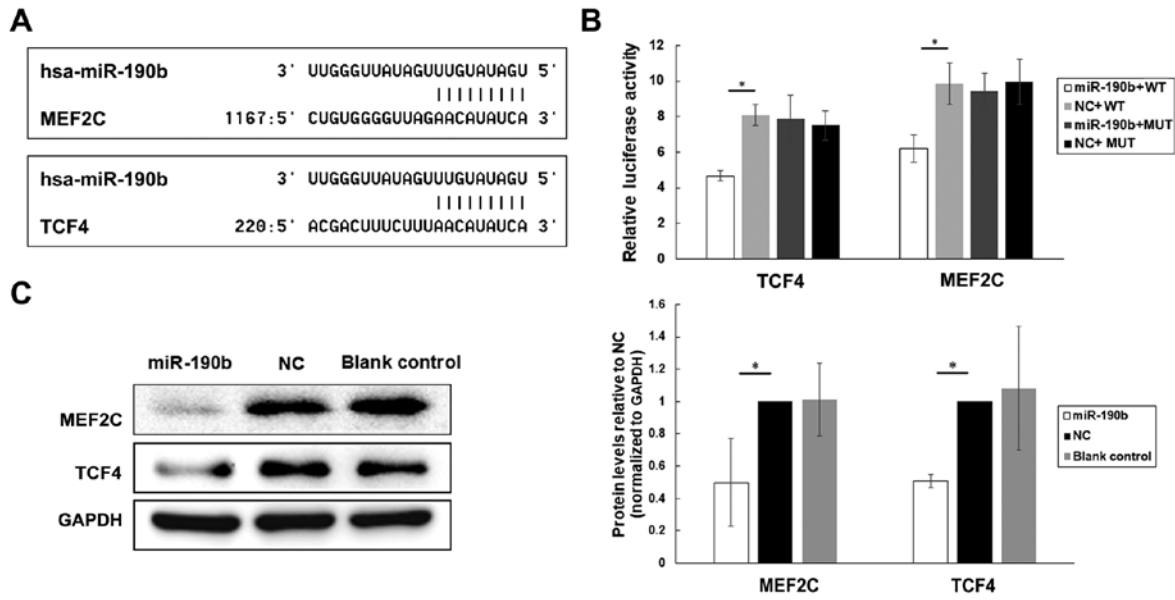 A
hsa-miR-190b 3' UUGGGUUAUAGUUUGUAUAGU 5'
|||||||||
MEF2C 1167:5' CUGUGGGGUUAGAACAUAUCA 3'
hsa-miR-190b 3' UUGGGUUAUAGUUUGUAUAGU 5'
|||||||||
TCF4 220:5' ACGACUUUCUUUAACAUAUCA 3'
B
Relative luciferase activity
12
10
8
6
4
2
0
*
*
TCF4 MEF2C
miR-190b+WT
NC+WT
miR-190b+MUT
NC+ MUT
C
miR-190b NC Blank control
MEF2C
TCF4
GAPDH
Protein levels relative to NC
(normalized to GAPDH)
1.6
1.4
1.2
1
0.8
0.6
0.4
0.2
0
*
*
MEF2C TCF4
miR-190b
NC
Blank control